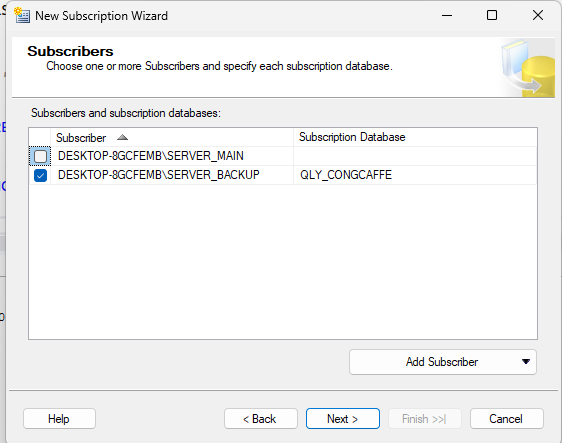 New Subscription Wizard
Subscribers
Choose one or more Subscribers and specify each subscription database.
Subscribers and subscription databases:
Subscriber Subscription Database
DESKTOP-8GCFEMB\SERVER_MAIN
DESKTOP-8GCFEMB\SERVER_BACKUP QLY_CONGCAFFE
Add Subscriber
Help < Back Next > Finish >>| Cancel